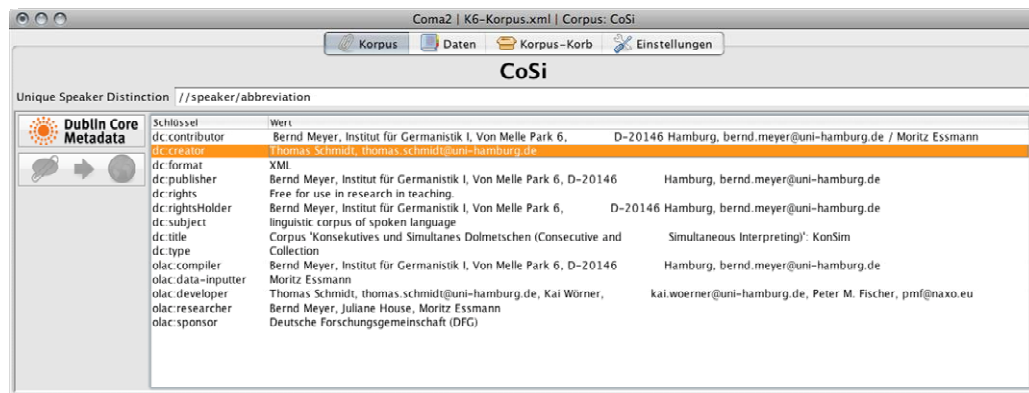 Coma2 | K6-Korpus.xml | Corpus: CoSi
Korpus Daten Korpus-Korb Einstellungen
CoSi
Unique Speaker Distinction //speaker/abbreviation
Dublin Core
Metadata
Schlüssel Wert
dc:contributor Bernd Meyer, Institut für Germanistik I, Von Melle Park 6, D-20146 Hamburg, bernd.meyer@uni-hamburg.de / Moritz Essmann
dc:creator Thomas Schmidt, thomas.schmidt@uni-hamburg.de
dc:format XML
dc:publisher Bernd Meyer, Institut für Germanistik I, Von Melle Park 6, D-20146 Hamburg, bernd.meyer@uni-hamburg.de
dc:rights Free for use in research in teaching.
dc:rightsHolder Bernd Meyer, Institut für Germanistik I, Von Melle Park 6, D-20146 Hamburg, bernd.meyer@uni-hamburg.de
dc:subject linguistic corpus of spoken language
dc:title Corpus 'Konsekutives und Simultanes Dolmetschen (Consecutive and Simultaneous Interpreting)': KonSim
dc:type Collection
olac:compiler Bernd Meyer, Institut für Germanistik I, Von Melle Park 6, D-20146 Hamburg, bernd.meyer@uni-hamburg.de
olac:data-inputter Moritz Essmann
olac:developer Thomas Schmidt, thomas.schmidt@uni-hamburg.de, Kai Wörner, kai.woerner@uni-hamburg.de, Peter M. Fischer, pmf@naxo.eu
olac:researcher Bernd Meyer, Juliane House, Moritz Essmann
olac:sponsor Deutsche Forschungsgemeinschaft (DFG)